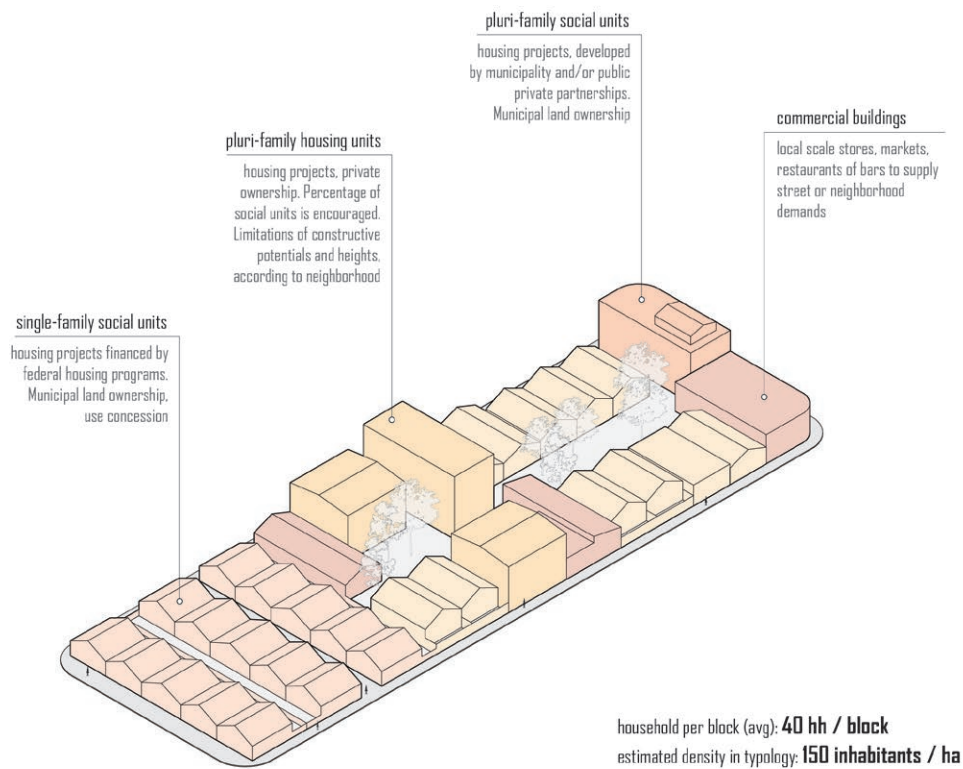 pluri-family social units
housing projects, developed
by municipality and/or public
private partnerships.
Municipal land ownership
commercial buildings
local scale stores, markets,
restaurants of bars to supply
street or neighborhood
demands
pluri-family housing units
housing projects, private
ownership. Percentage of
social units is encouraged.
Limitations of constructive
potentials and heights,
according to neighborhood
single-family social units
housing projects financed by
federal housing programs.
Municipal land ownership,
use concession
household per block (avg): 40 hh / block
estimated density in typology: 150 inhabitants / ha